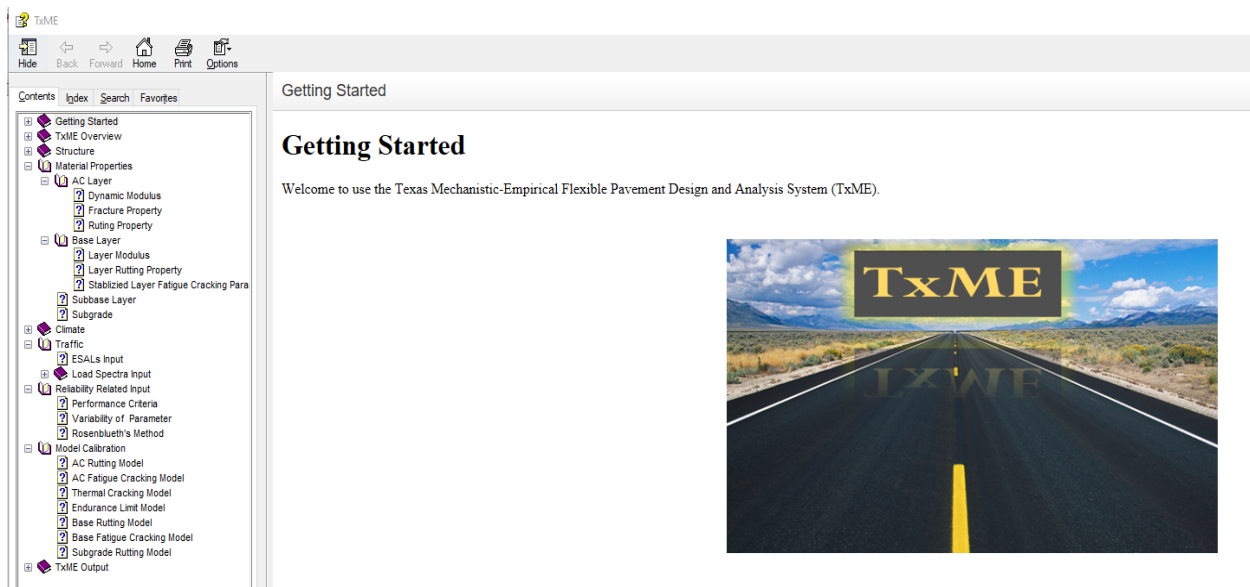 TxME
Hide Back Forward Home Print Options
Contents Index Search Favorites
Getting Started
TxME Overview
Structure
Material Properties
AC Layer
Dynamic Modulus
Fracture Property
Ruting Property
Base Layer
Layer Modulus
Layer Rutting Property
Stablizied Layer Fatigue Cracking Para
Subbase Layer
Subgrade
Climate
Traffic
ESALs Input
Load Spectra Input
Reliability Related Input
Performance Criteria
Variability of Parameter
Rosenblueth's Method
Model Calibration
AC Rutting Model
AC Fatigue Cracking Model
Thermal Cracking Model
Endurance Limit Model
Base Rutting Model
Base Fatigue Cracking Model
Subgrade Rutting Model
TxME Output
Getting Started
Getting Started
Welcome to use the Texas Mechanistic-Empirical Flexible Pavement Design and Analysis System (TxME).
TxME
TxME